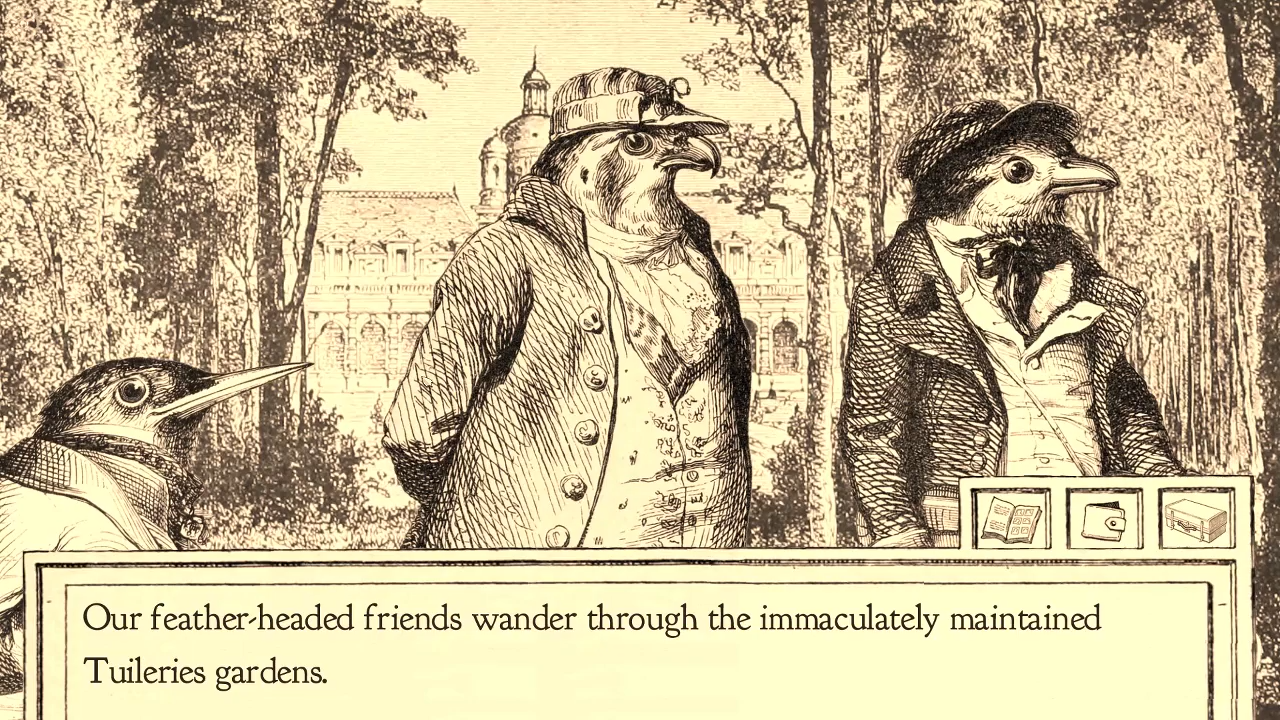 Our feather-headed friends wander through the immaculately maintained
Tuileries gardens.